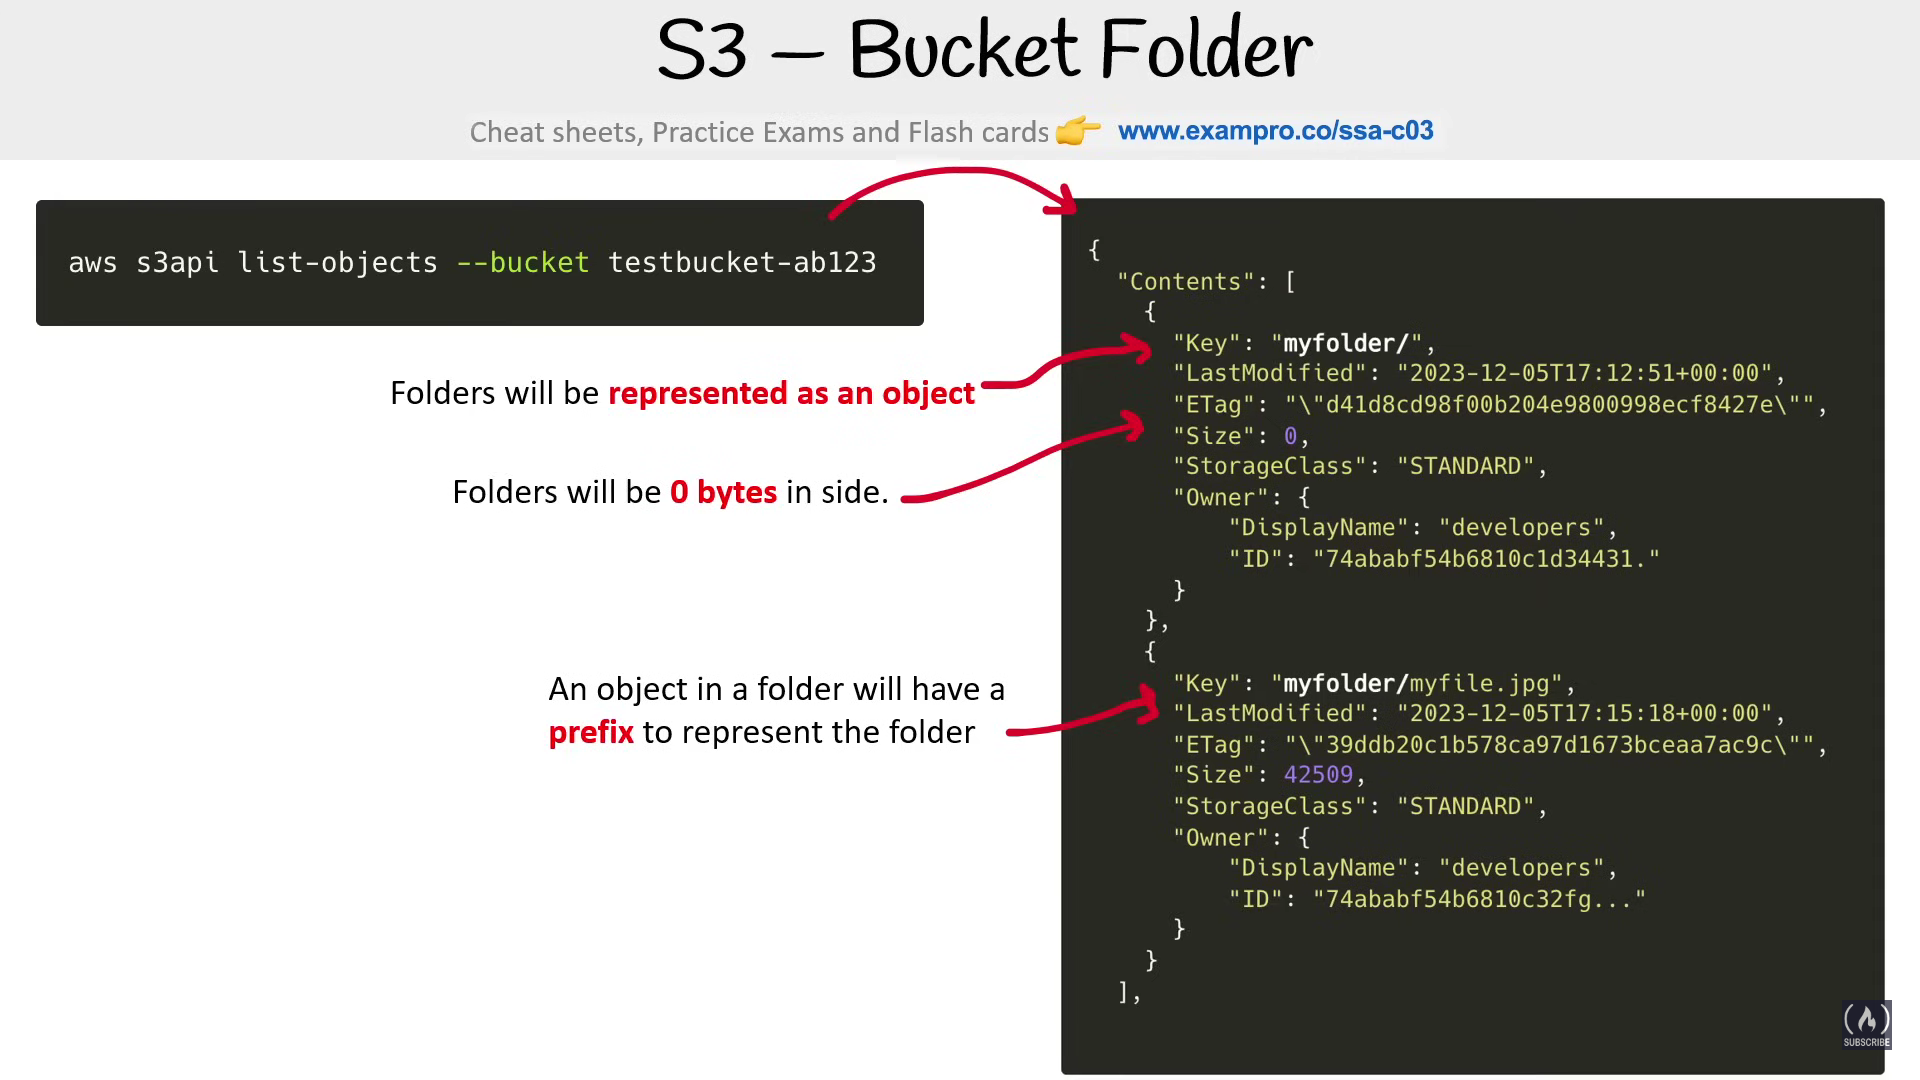 S3 – Bucket Folder
Cheat sheets, Practice Exams and Flash cards 👉 www.exampro.co/ssa-c03
aws s3api list-objects --bucket testbucket-ab123
Folders will be represented as an object
Folders will be 0 bytes in side.
An object in a folder will have a
prefix to represent the folder
{
"Contents": [
{
"Key": "myfolder/",
"LastModified": "2023-12-05T17:12:51+00:00",
"ETag": "\"d41d8cd98f00b204e9800998ecf8427e\"",
"Size": 0,
"StorageClass": "STANDARD",
"Owner": {
"DisplayName": "developers",
"ID": "74ababf54b6810c1d34431."
}
},
{
"Key": "myfolder/myfile.jpg",
"LastModified": "2023-12-05T17:15:18+00:00",
"ETag": "\"39ddb20c1b578ca97d1673bceaa7ac9c\"",
"Size": 42509,
"StorageClass": "STANDARD",
"Owner": {
"DisplayName": "developers",
"ID": "74ababf54b6810c32fg..."
}
}
],
SUBSCRIBE